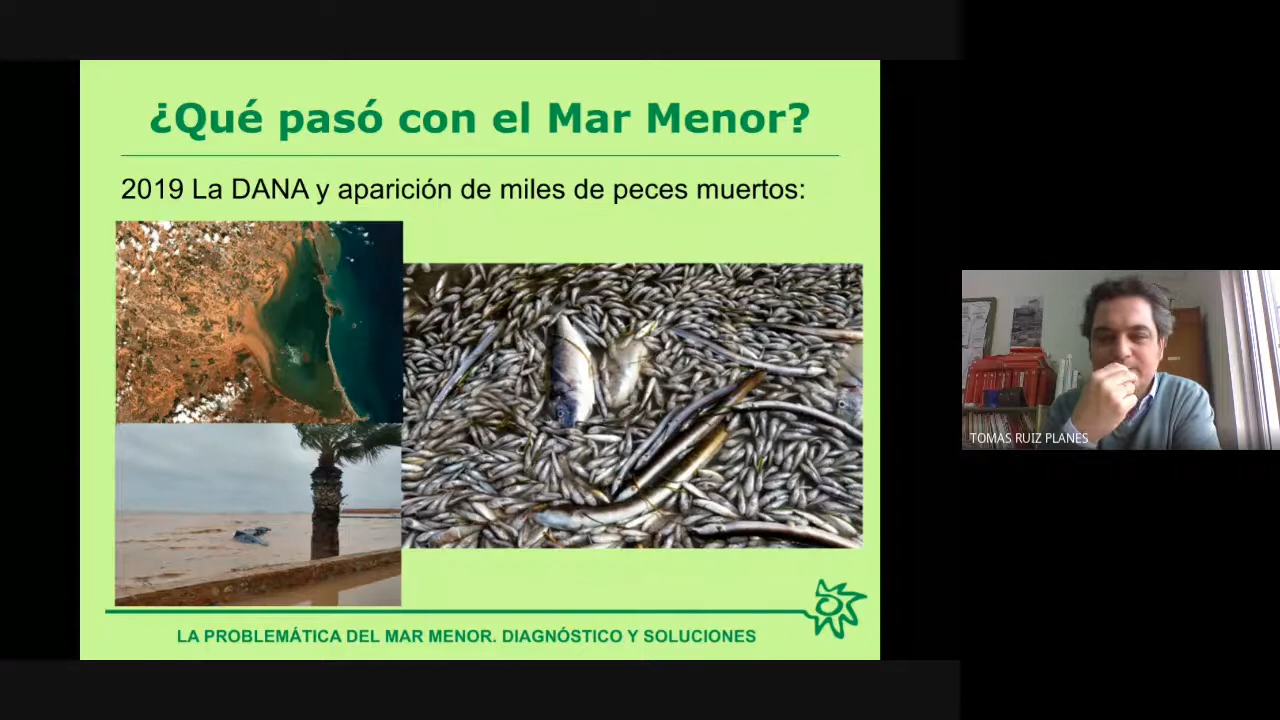 ¿Qué pasó con el Mar Menor?
2019 La DANA y aparición de miles de peces muertos:
TOMAS RUIZ PLANES
LA PROBLEMÁTICA DEL MAR MENOR. DIAGNÓSTICO Y SOLUCIONES